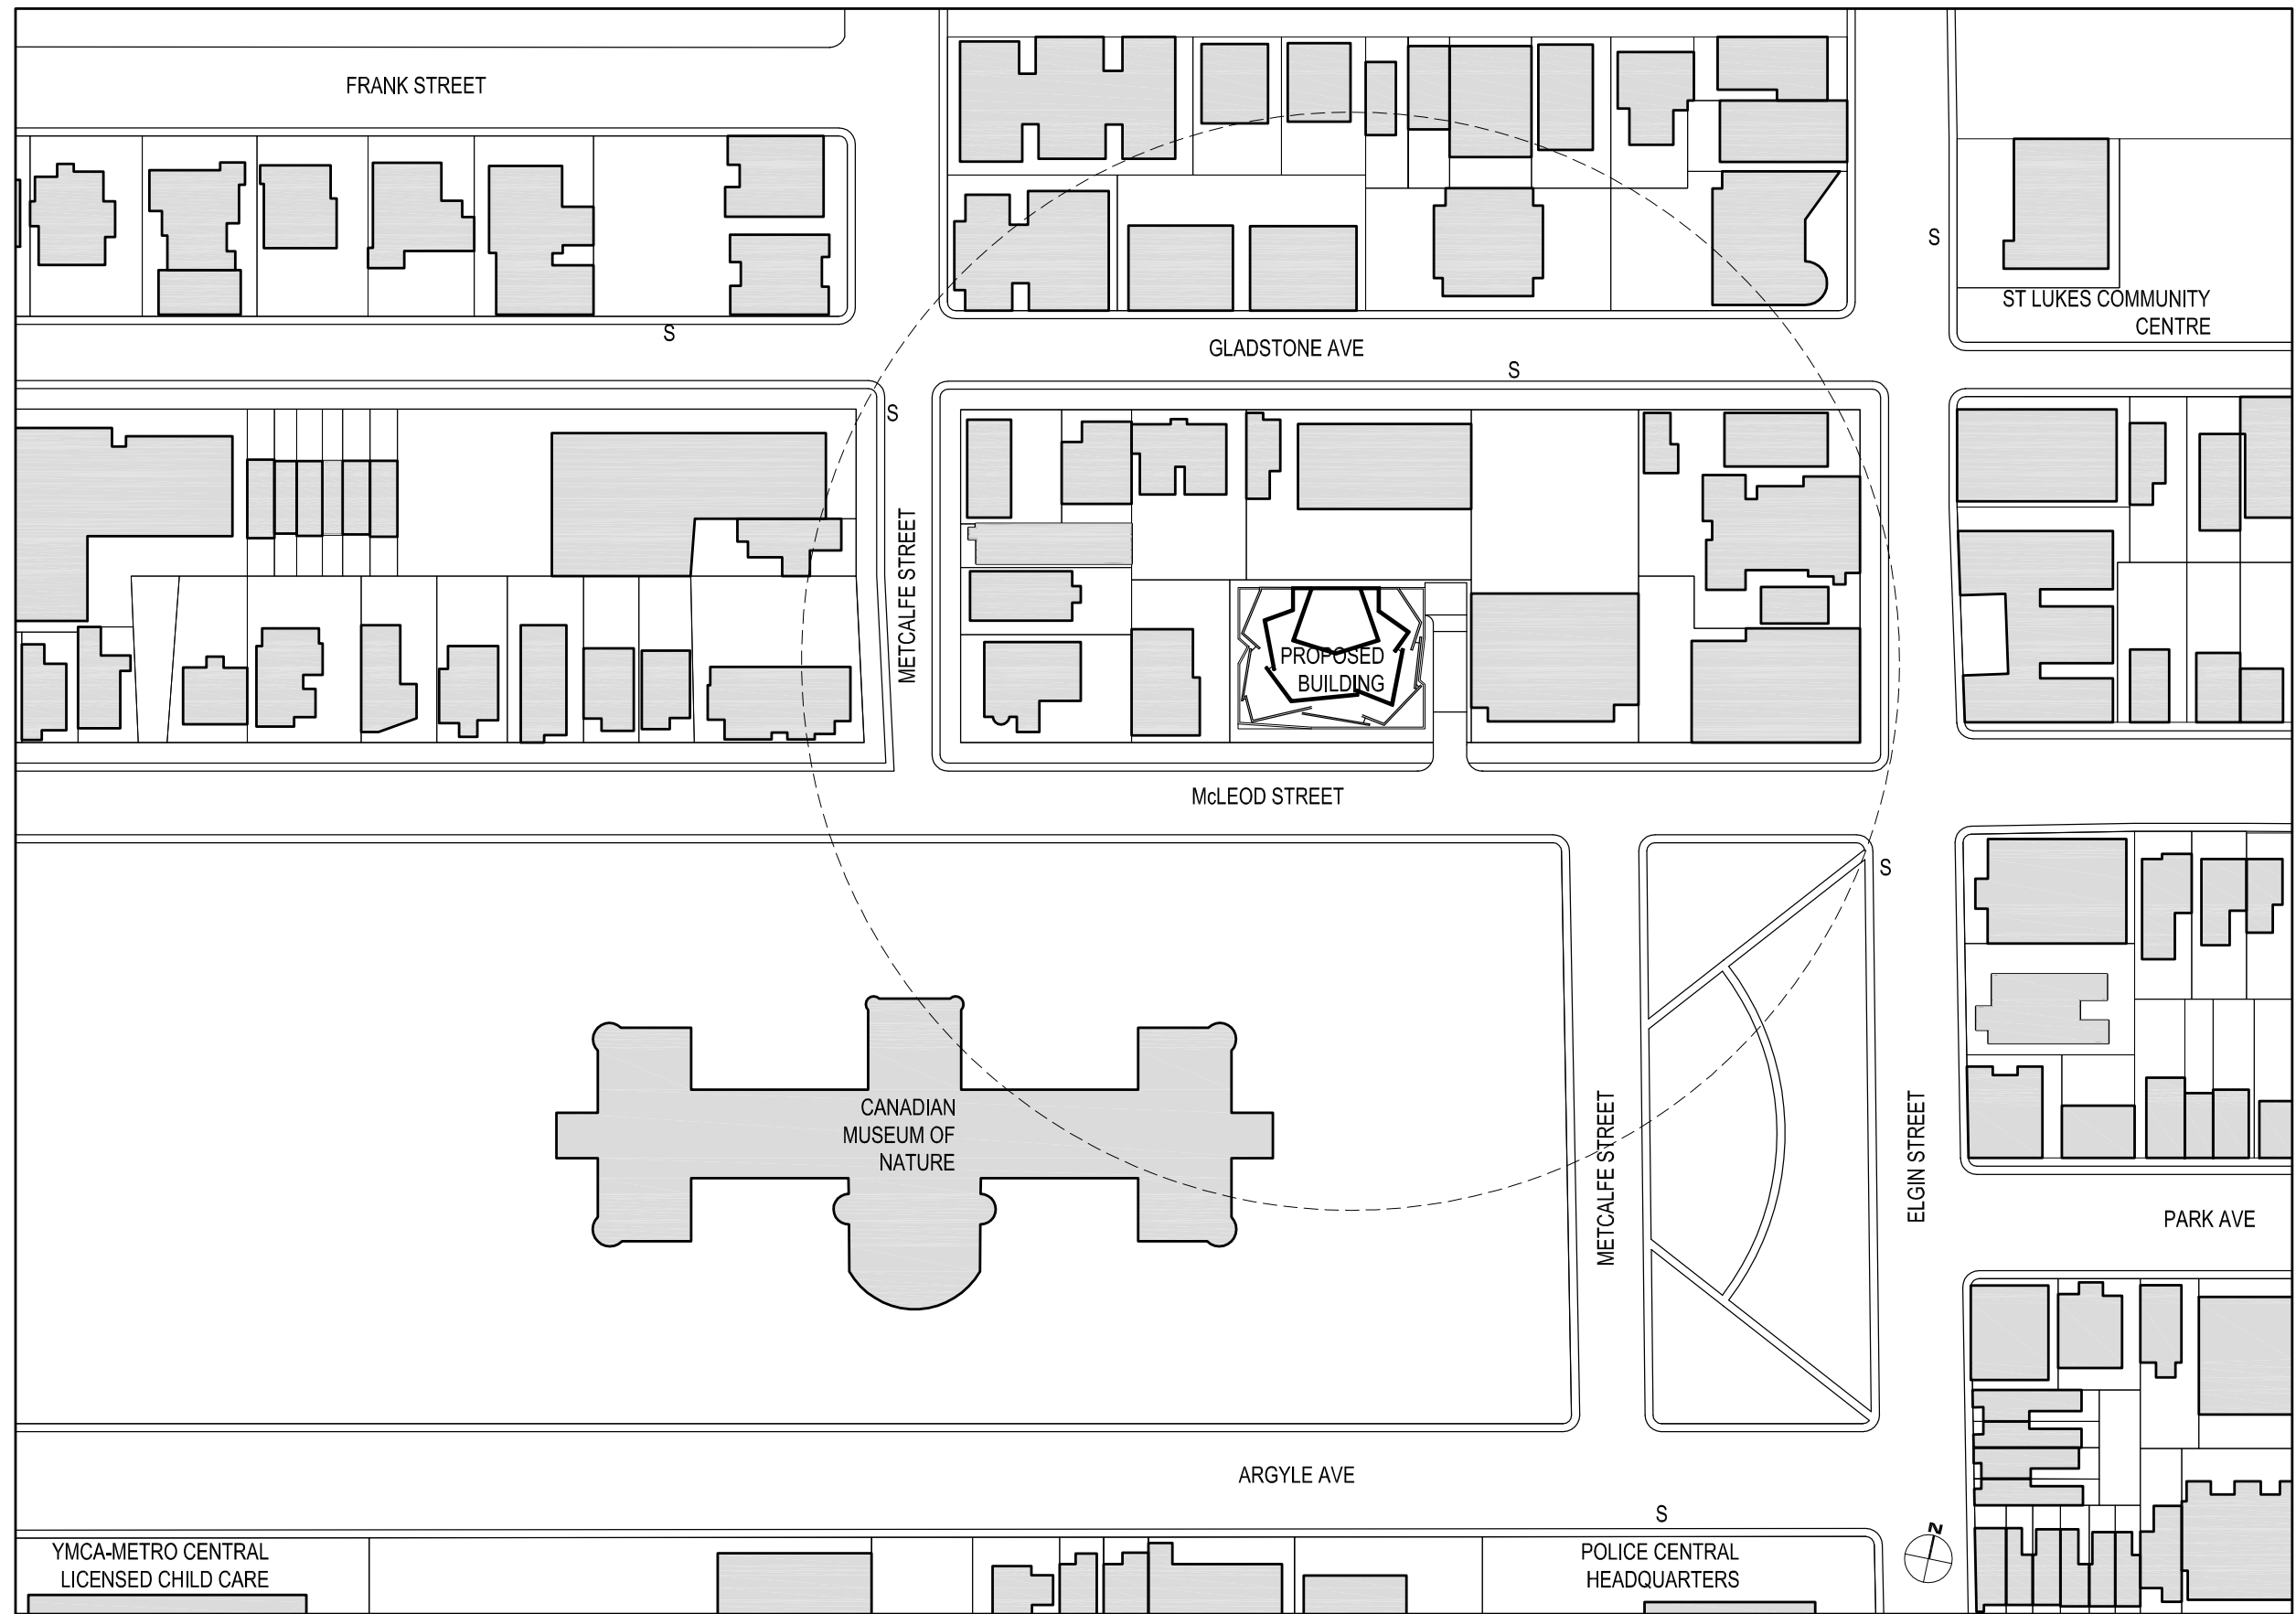 FRANK STREET
S
ST LUKES COMMUNITY
CENTRE
S
GLADSTONE AVE
S
S
METCALFE STREET
PROPOSED
BUILDING
McLEOD STREET
S
CANADIAN
MUSEUM OF
NATURE
METCALFE STREET
ELGIN STREET
PARK AVE
ARGYLE AVE
S
N
YMCA-METRO CENTRAL
LICENSED CHILD CARE
POLICE CENTRAL
HEADQUARTERS